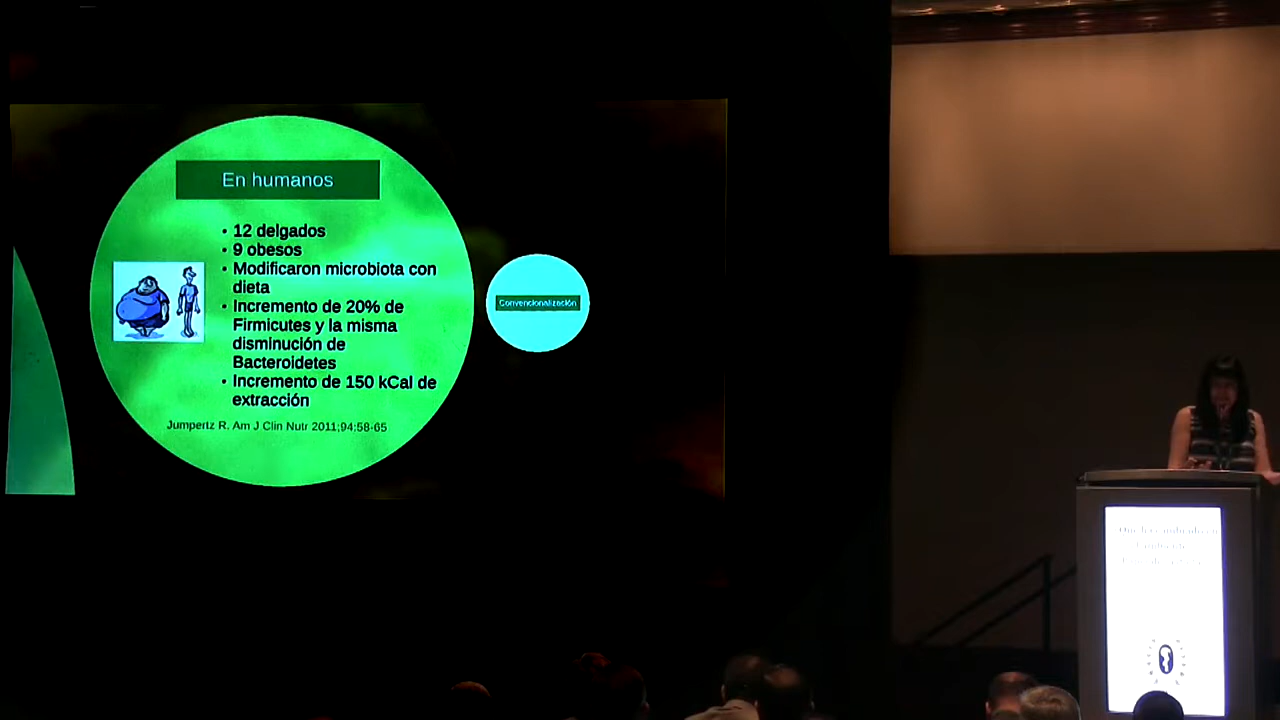 En humanos
• 12 delgados
• 9 obesos
• Modificaron microbiota con
dieta
• Incremento de 20% de
Firmicutes y la misma
disminución de
Bacteroidetes
• Incremento de 150 kCal de
extracción
Jumpertz R. Am J Clin Nutr 2011;94:58-65
Convencionalización